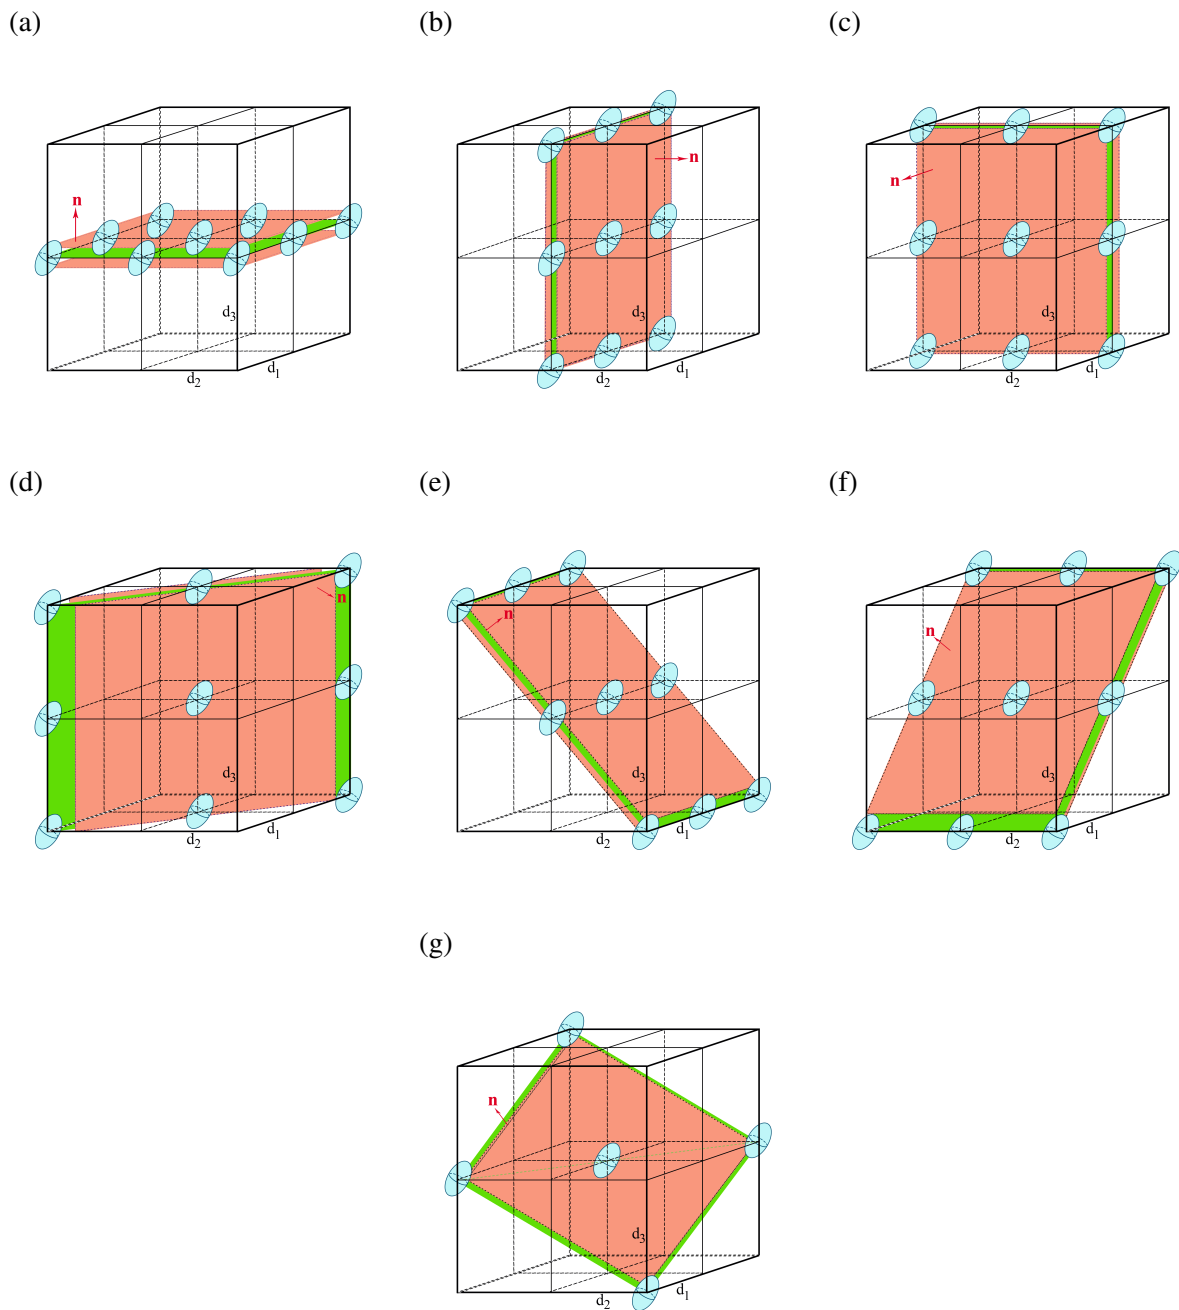 (a) (b) (c)
n n n
d₃ d₃ d₃
d₂ d₁ d₂ d₁ d₂ d₁
(d) (e) (f)
n n n
d₃ d₃ d₃
d₂ d₁ d₂ d₁ d₂ d₁
(g)
n
d₃
d₂ d₁